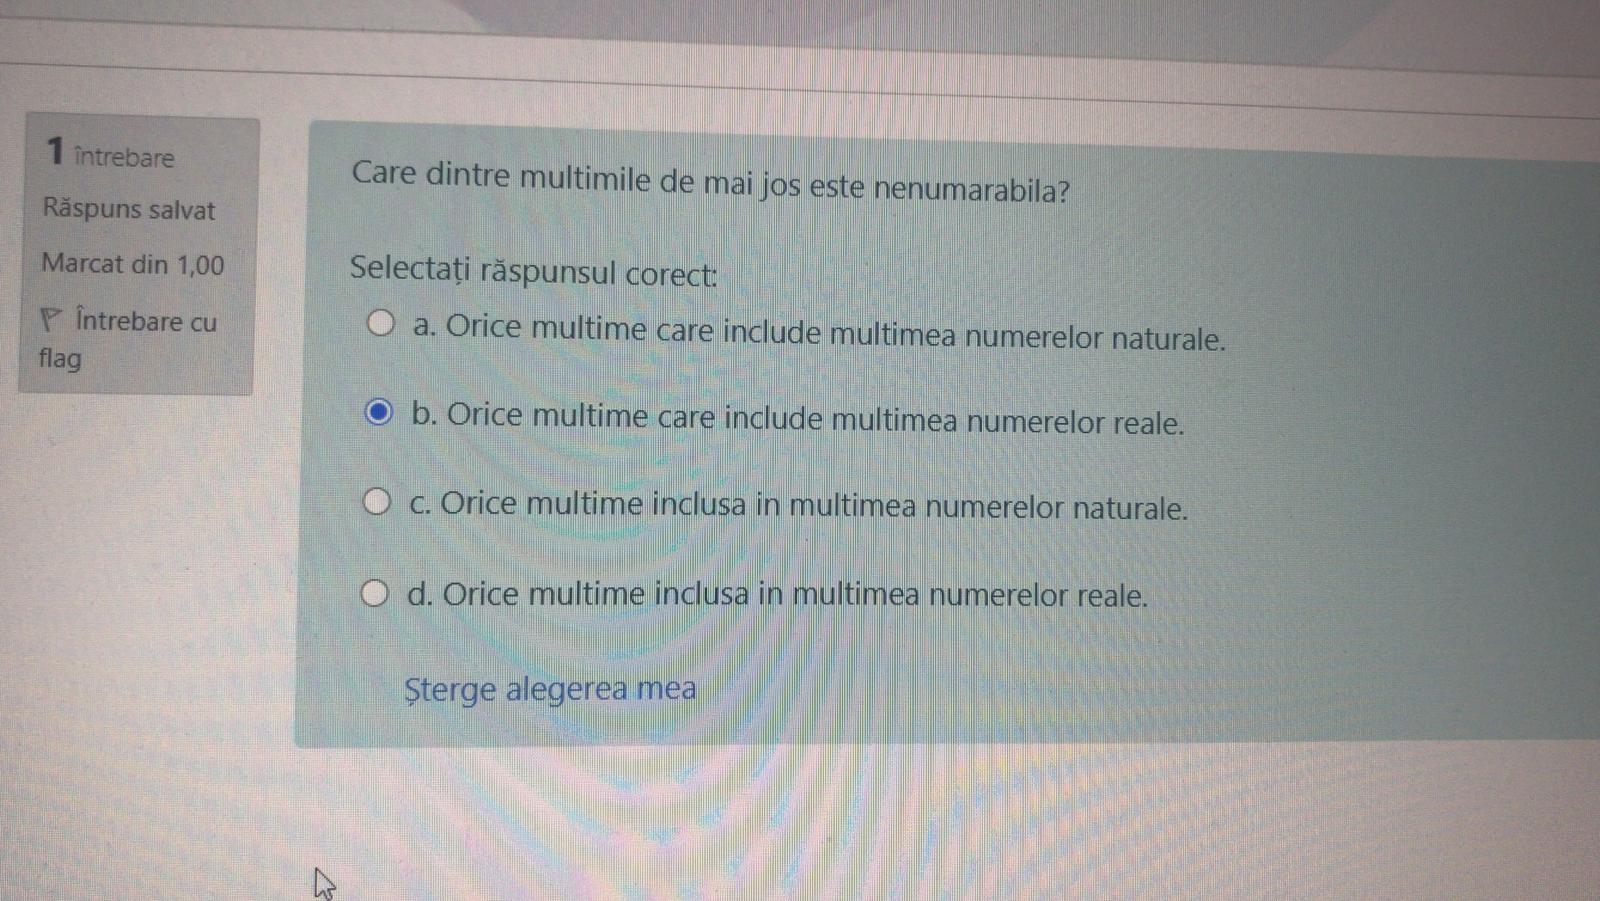 1 întrebare
Răspuns salvat
Marcat din 1,00
Întrebare cu
flag
Care dintre multimile de mai jos este nenumarabila?
Selectați răspunsul corect:
a. Orice multime care include multimea numerelor naturale.
b. Orice multime care include multimea numerelor reale.
c. Orice multime inclusa in multimea numerelor naturale.
d. Orice multime inclusa in multimea numerelor reale.
Șterge alegerea mea